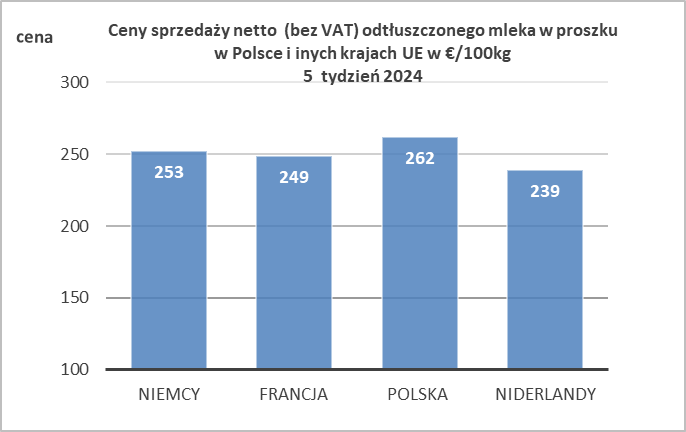 cena
Ceny sprzedaży netto  (bez VAT) odtłuszczonego mleka w proszku
w Polsce i inych krajach UE w €/100kg
5  tydzień 2024
300
250
200
150
100
253
249
262
239
NIEMCY
FRANCJA
POLSKA
NIDERLANDY